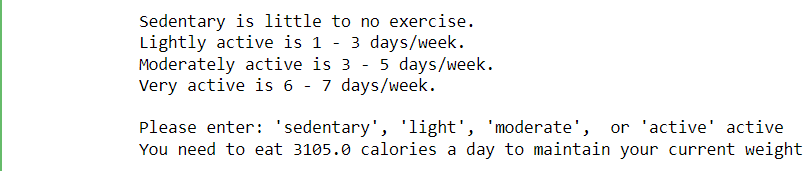 Sedentary is little to no exercise.
Lightly active is 1 - 3 days/week.
Moderately active is 3 - 5 days/week.
Very active is 6 - 7 days/week.
Please enter: 'sedentary', 'light', 'moderate',  or 'active' active
You need to eat 3105.0 calories a day to maintain your current weight